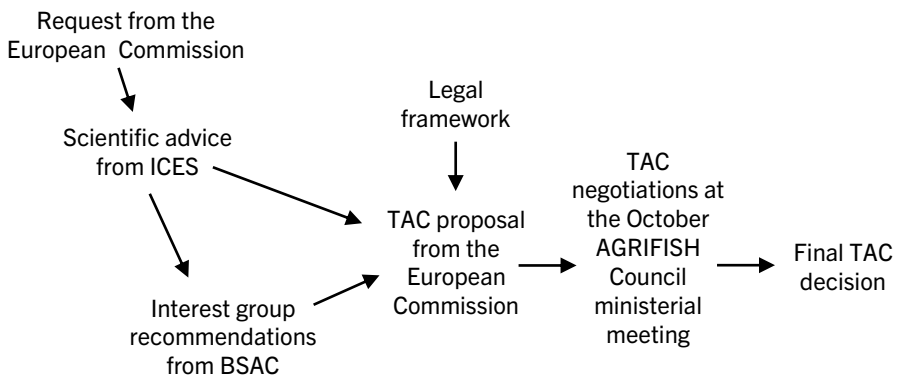 Request from the
European Commission
Scientific advice
from ICES
Interest group
recommendations
from BSAC
Legal
framework
TAC proposal
from the
European
Commission
TAC
negotiations at
the October
AGRIFISH
Council
ministerial
meeting
Final TAC
decision